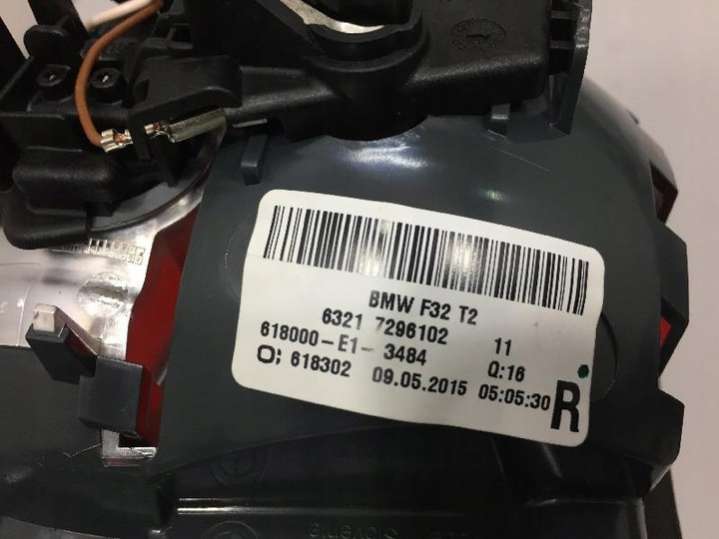 BMW F32 T2
6321 7296102 11
618000-E1- 3484 Q:16
O; 618302 09.05.2015 05:05:30
R